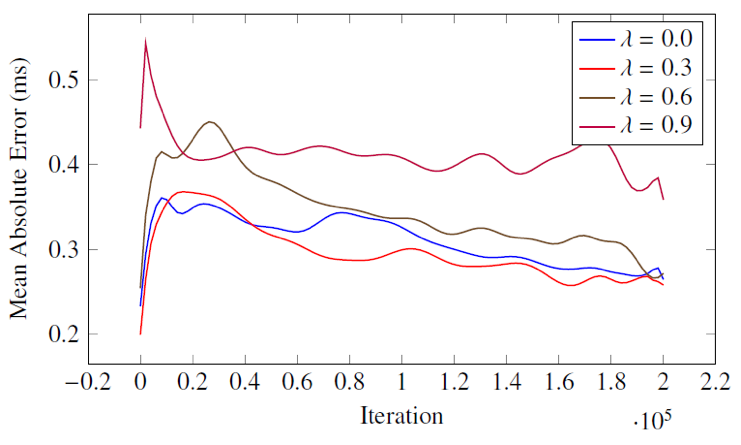 λ = 0.0
λ = 0.3
λ = 0.6
λ = 0.9
Mean Absolute Error (ms)
0.5
0.4
0.3
0.2
−0.2 0 0.2 0.4 0.6 0.8 1 1.2 1.4 1.6 1.8 2 2.2
Iteration
·10⁵